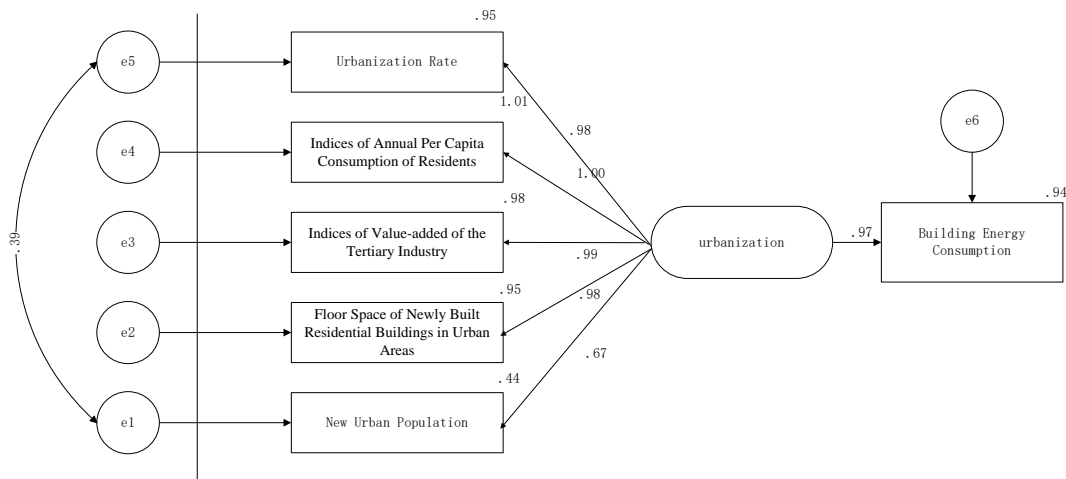 .95
e5
Urbanization Rate
1.01
.98
e6
e4
Indices of Annual Per Capita
Consumption of Residents
1.00
.98
.94
.39
e3
Indices of Value-added of the
Tertiary Industry
.99
urbanization
.97
Building Energy
Consumption
.95
.98
e2
Floor Space of Newly Built
Residential Buildings in Urban
Areas
.67
.44
e1
New Urban Population